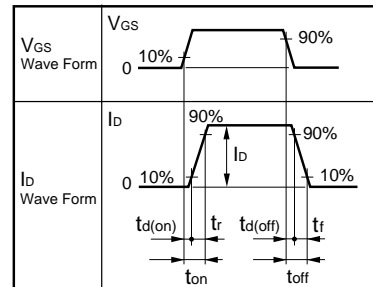 VGS
Wave Form
VGS
10%
0
90%
ID
Wave Form
ID
90%
90%
ID
0 10%
10%
td(on) tr td(off) tf
ton toff